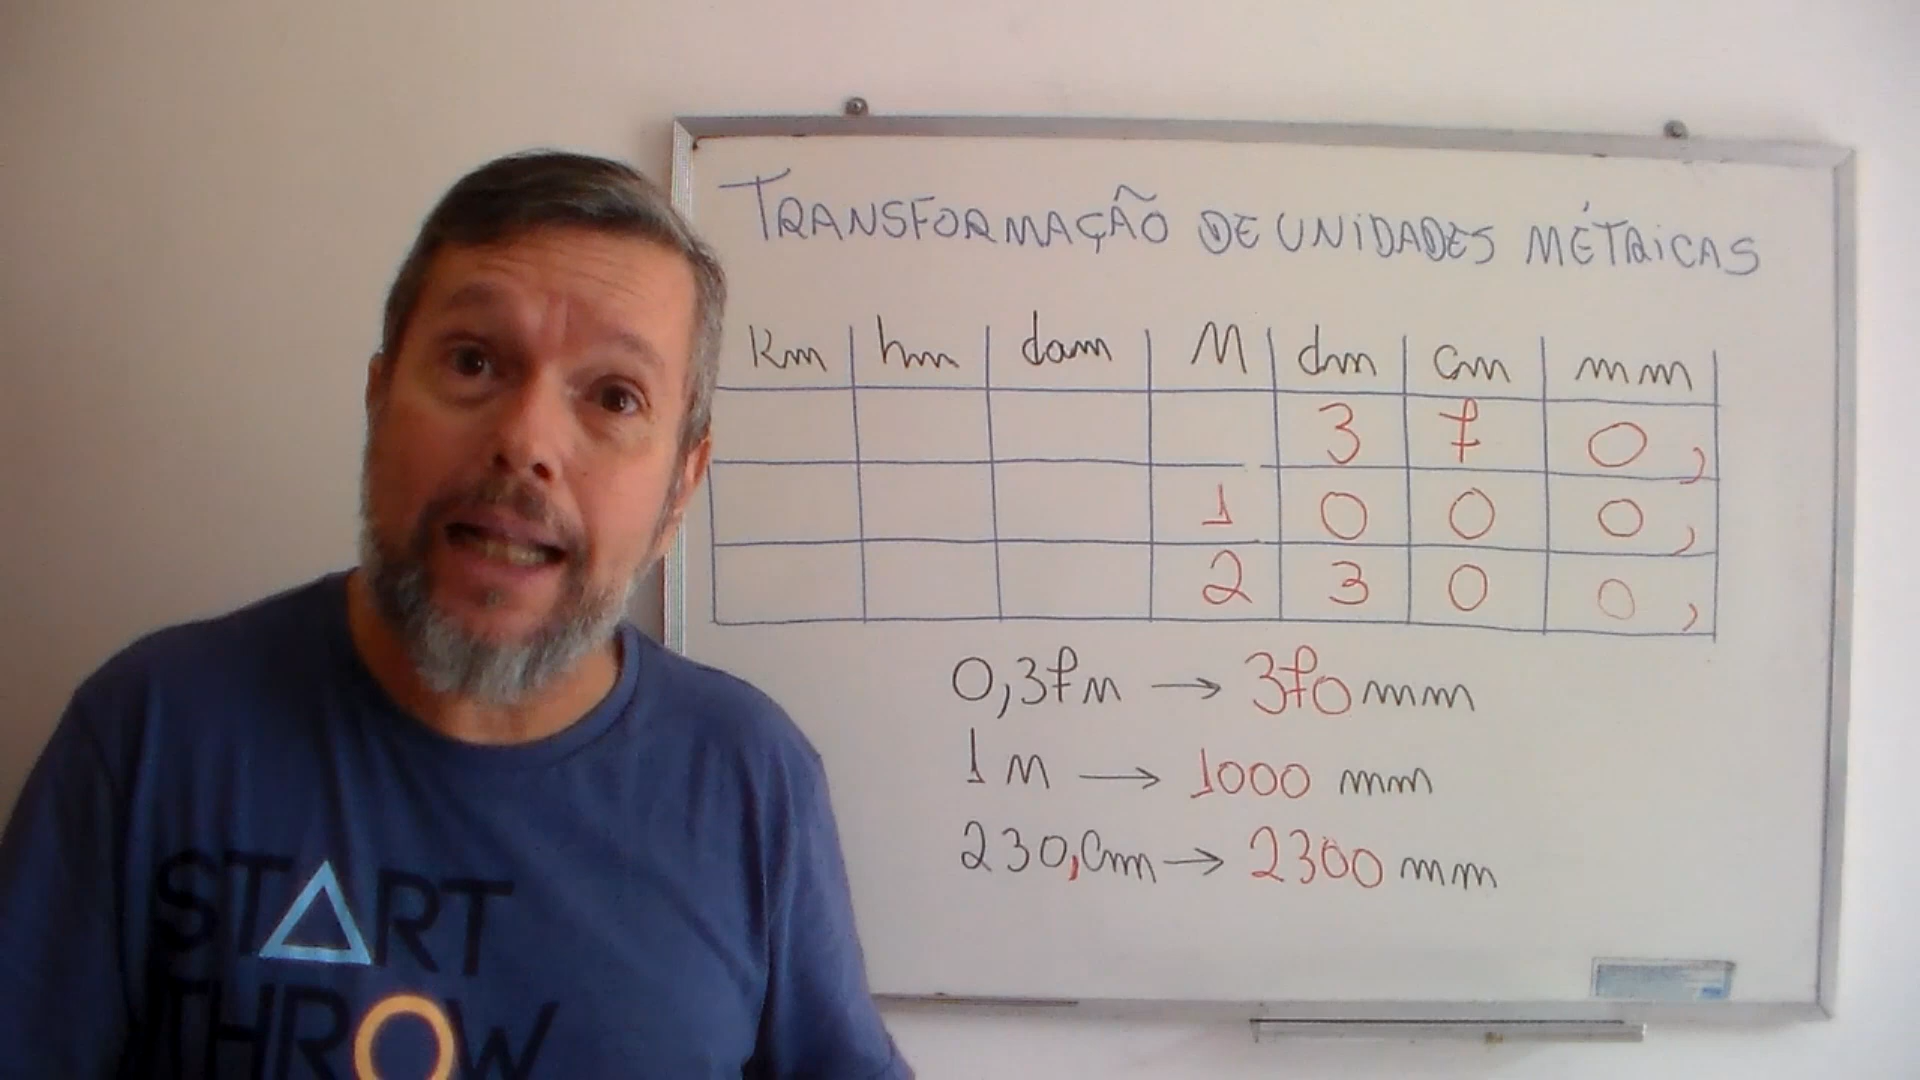 TRANSFORMAÇÃO DE UNIDADES MÉTRICAS
Km hm dam M dm cm mm
3 7 0,
1 0 0 0,
2 3 0 0,
0,37 M → 370 mm
1 M → 1000 mm
230,cm → 2300 mm
START
THROW